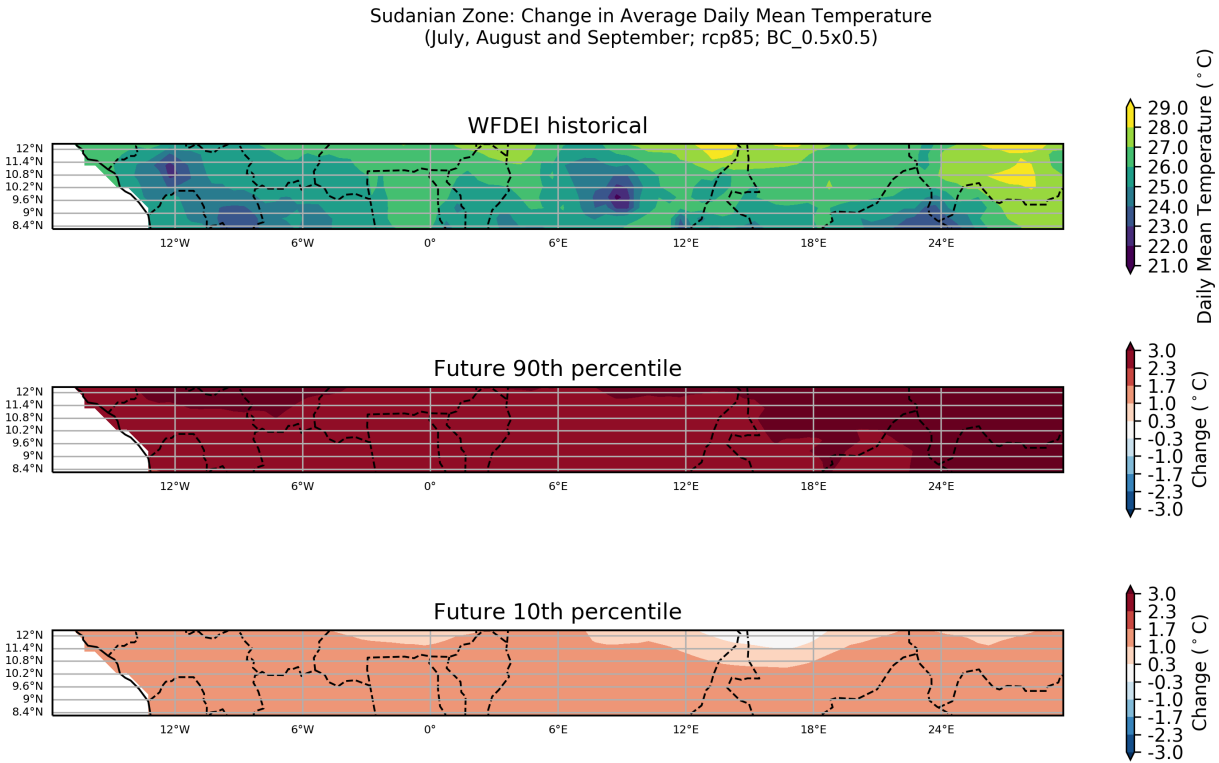 Sudanian Zone: Change in Average Daily Mean Temperature
(July, August and September; rcp85; BC_0.5x0.5)
WFDEI historical
12°N
11.4°N
10.8°N
10.2°N
9.6°N
9°N
8.4°N
12°W 6°W 0° 6°E 12°E 18°E 24°E
29.0
28.0
27.0
26.0
25.0
24.0
23.0
22.0
21.0
Daily Mean Temperature (°C)
Future 90th percentile
12°N
11.4°N
10.8°N
10.2°N
9.6°N
9°N
8.4°N
12°W 6°W 0° 6°E 12°E 18°E 24°E
3.0
2.3
1.7
1.0
0.3
-0.3
-1.0
-1.7
-2.3
-3.0
Change (°C)
Future 10th percentile
12°N
11.4°N
10.8°N
10.2°N
9.6°N
9°N
8.4°N
12°W 6°W 0° 6°E 12°E 18°E 24°E
3.0
2.3
1.7
1.0
0.3
-0.3
-1.0
-1.7
-2.3
-3.0
Change (°C)